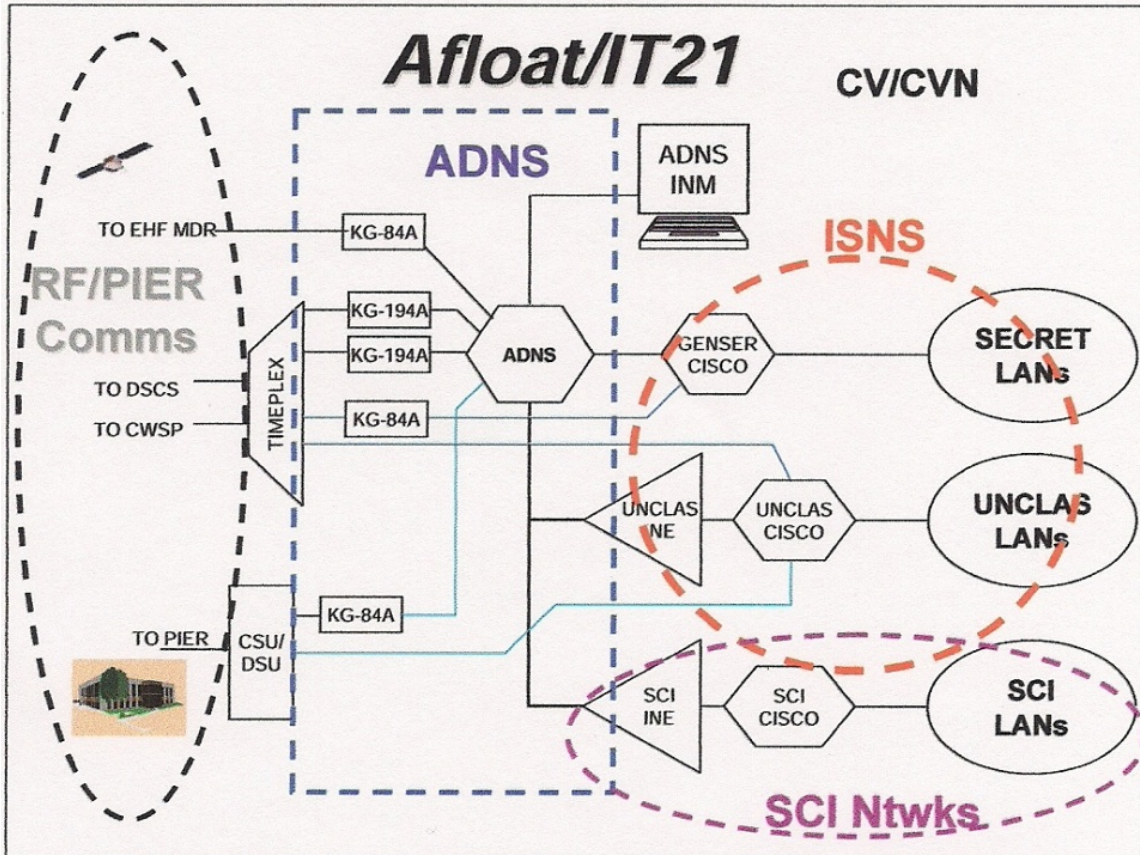 Afloat/IT21
CV/CVN
ADNS
ADNS
INM
TO EHF MDR
KG-84A
ISNS
RF/PIER
Comms
KG-194A
KG-194A
ADNS
GENSER
CISCO
SECRET
LANs
TIMEPLEX
TO DSCS
TO CWSP
KG-84A
UNCLAS
INE
UNCLAS
CISCO
UNCLAS
LANs
KG-84A
TO PIER
CSU/
DSU
SCI
INE
SCI
CISCO
SCI
LANs
SCI Ntwks